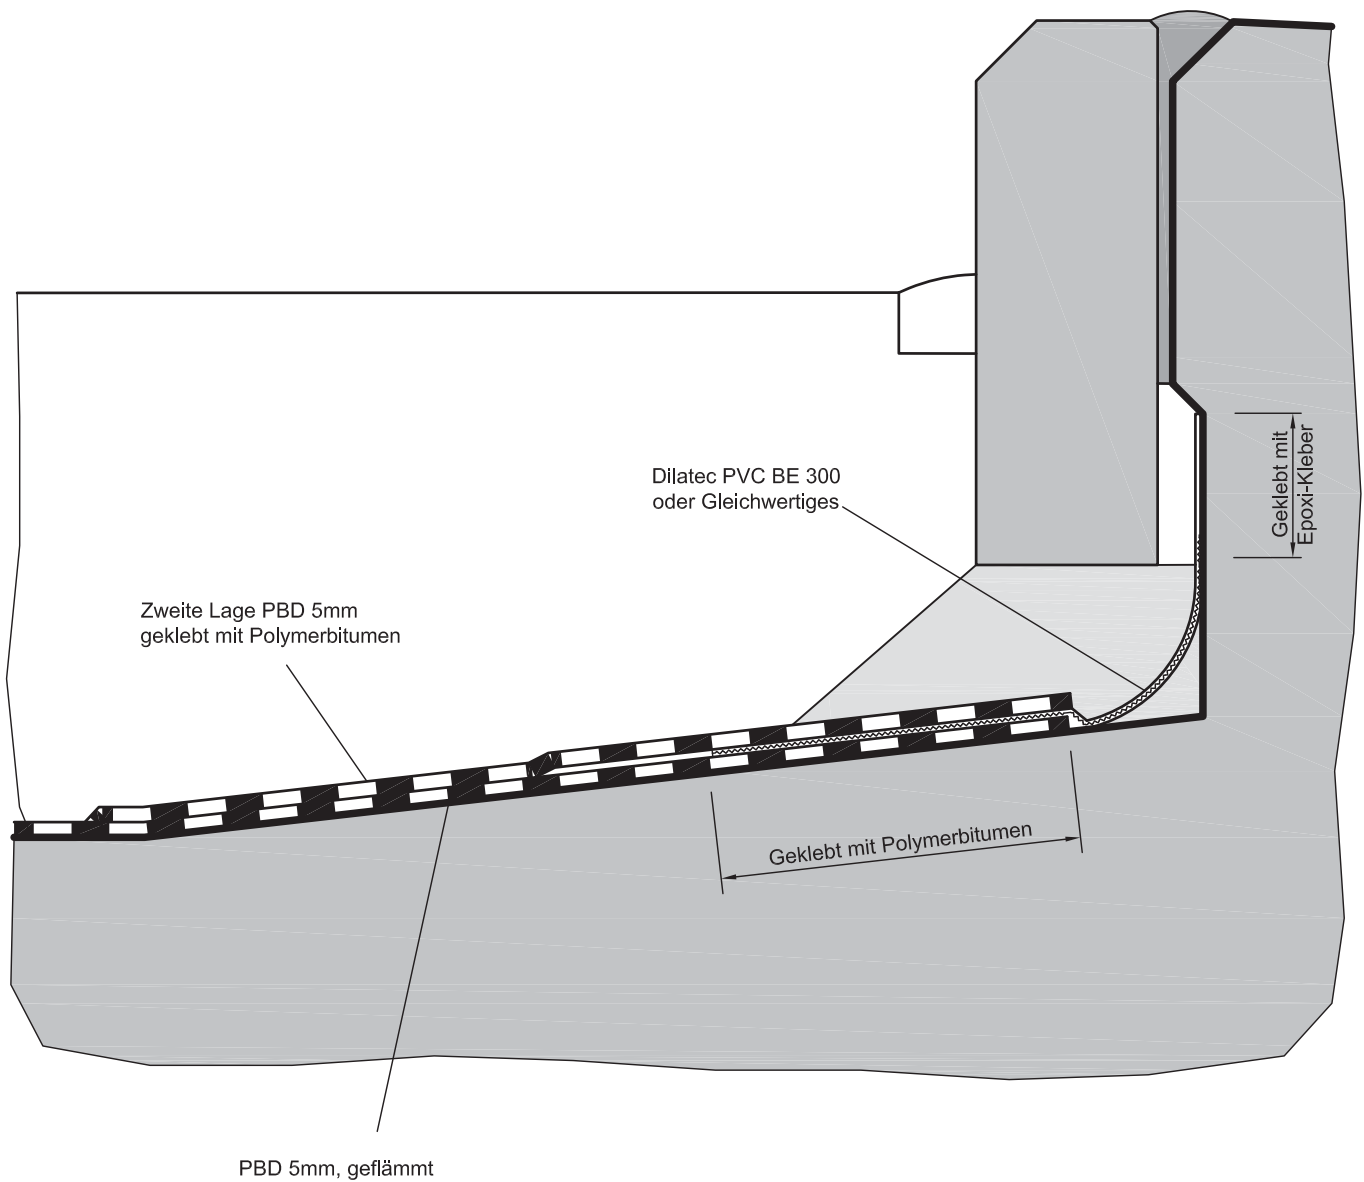 Dilatec PVC BE 300
oder Gleichwertiges
Geklebt mit
Epoxi-Kleber
Zweite Lage PBD 5mm
geklebt mit Polymerbitumen
Geklebt mit Polymerbitumen
PBD 5mm, geflämmt